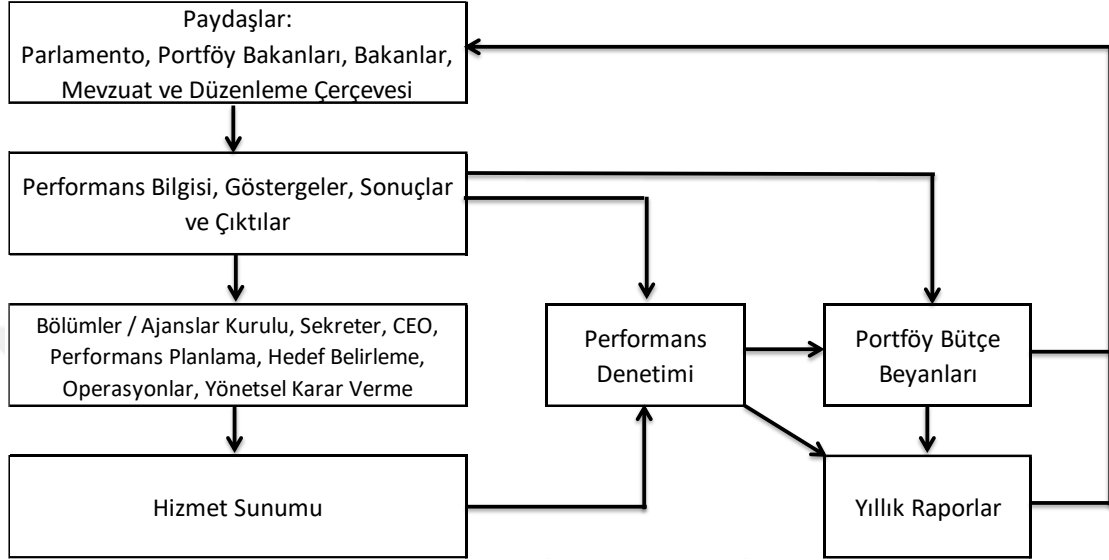 Paydaşlar:
Parlamento, Portföy Bakanları, Bakanlar,
Mevzuat ve Düzenleme Çerçevesi
Performans Bilgisi, Göstergeler, Sonuçlar
ve Çıktılar
Bölümler / Ajanslar Kurulu, Sekreter, CEO,
Performans Planlama, Hedef Belirleme,
Operasyonlar, Yönetsel Karar Verme
Performans
Denetimi
Portföy Bütçe
Beyanları
Hizmet Sunumu
Yıllık Raporlar